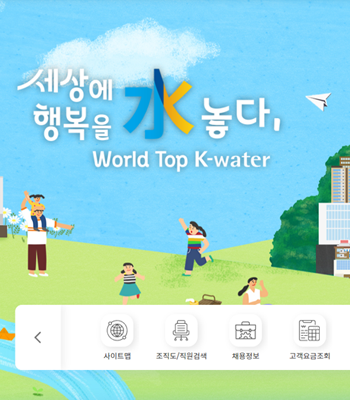 세상에
행복을 水 놓다,
World Top K-water
사이트맵
조직도/직원검색
채용정보
고객요금조회